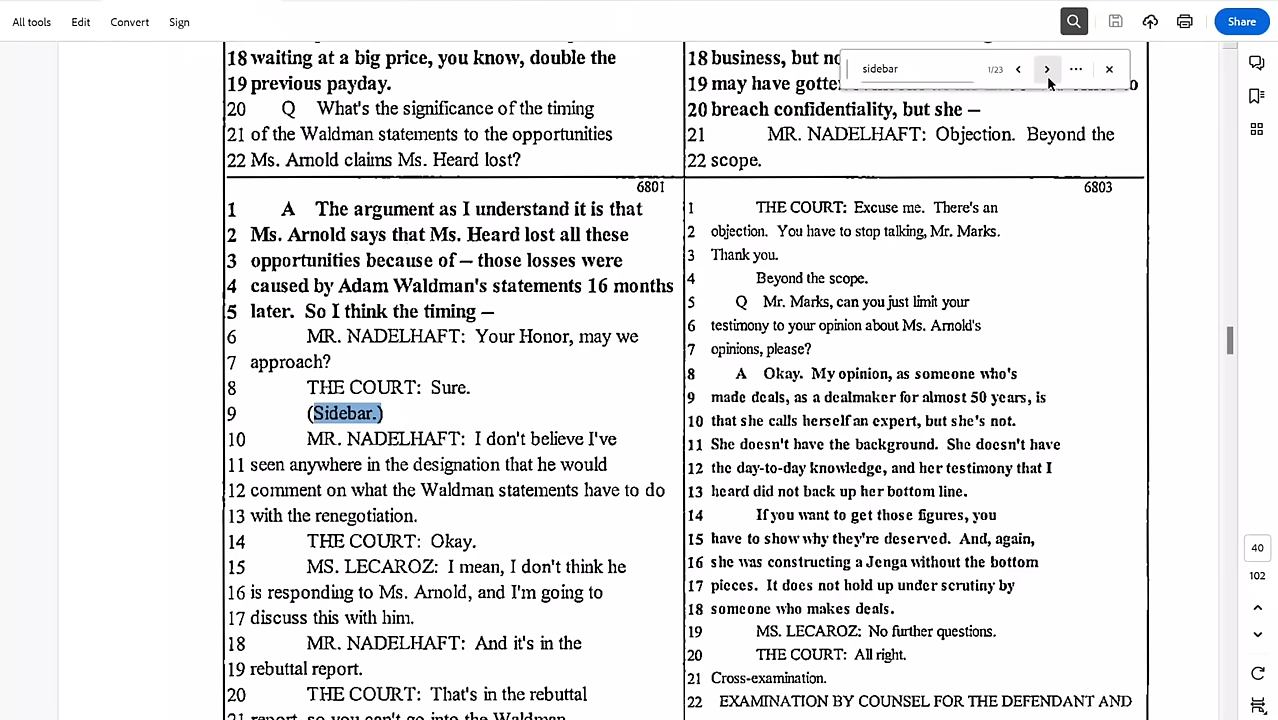 All tools Edit Convert Sign Share
sidebar 1/23
18 waiting at a big price, you know, double the
19 previous payday.
20 Q What's the significance of the timing
21 of the Waldman statements to the opportunities
22 Ms. Arnold claims Ms. Heard lost?
6801
1 A The argument as I understand it is that
2 Ms. Arnold says that Ms. Heard lost all these
3 opportunities because of — those losses were
4 caused by Adam Waldman's statements 16 months
5 later. So I think the timing —
6 MR. NADELHAFT: Your Honor, may we
7 approach?
8 THE COURT: Sure.
9 (Sidebar.)
10 MR. NADELHAFT: I don't believe I've
11 seen anywhere in the designation that he would
12 comment on what the Waldman statements have to do
13 with the renegotiation.
14 THE COURT: Okay.
15 MS. LECAROZ: I mean, I don't think he
16 is responding to Ms. Arnold, and I'm going to
17 discuss this with him.
18 MR. NADELHAFT: And it's in the
19 rebuttal report.
20 THE COURT: That's in the rebuttal
21 report, so you can't go into the Waldman
18 business, but
19 may have
20 breach confidentiality, but she —
21 MR. NADELHAFT: Objection. Beyond the
22 scope.
6803
1 THE COURT: Excuse me. There's an
2 objection. You have to stop talking, Mr. Marks.
3 Thank you.
4 Beyond the scope.
5 Q Mr. Marks, can you just limit your
6 testimony to your opinion about Ms. Arnold's
7 opinions, please?
8 A Okay. My opinion, as someone who's
9 made deals, as a dealmaker for almost 50 years, is
10 that she calls herself an expert, but she's not.
11 She doesn't have the background. She doesn't have
12 the day-to-day knowledge, and her testimony that I
13 heard did not back up her bottom line.
14 If you want to get those figures, you
15 have to show why they're deserved. And, again,
16 she was constructing a Jenga without the bottom
17 pieces. It does not hold up under scrutiny by
18 someone who makes deals.
19 MS. LECAROZ: No further questions.
20 THE COURT: All right.
21 Cross-examination.
22 EXAMINATION BY COUNSEL FOR THE DEFENDANT AND
40
102